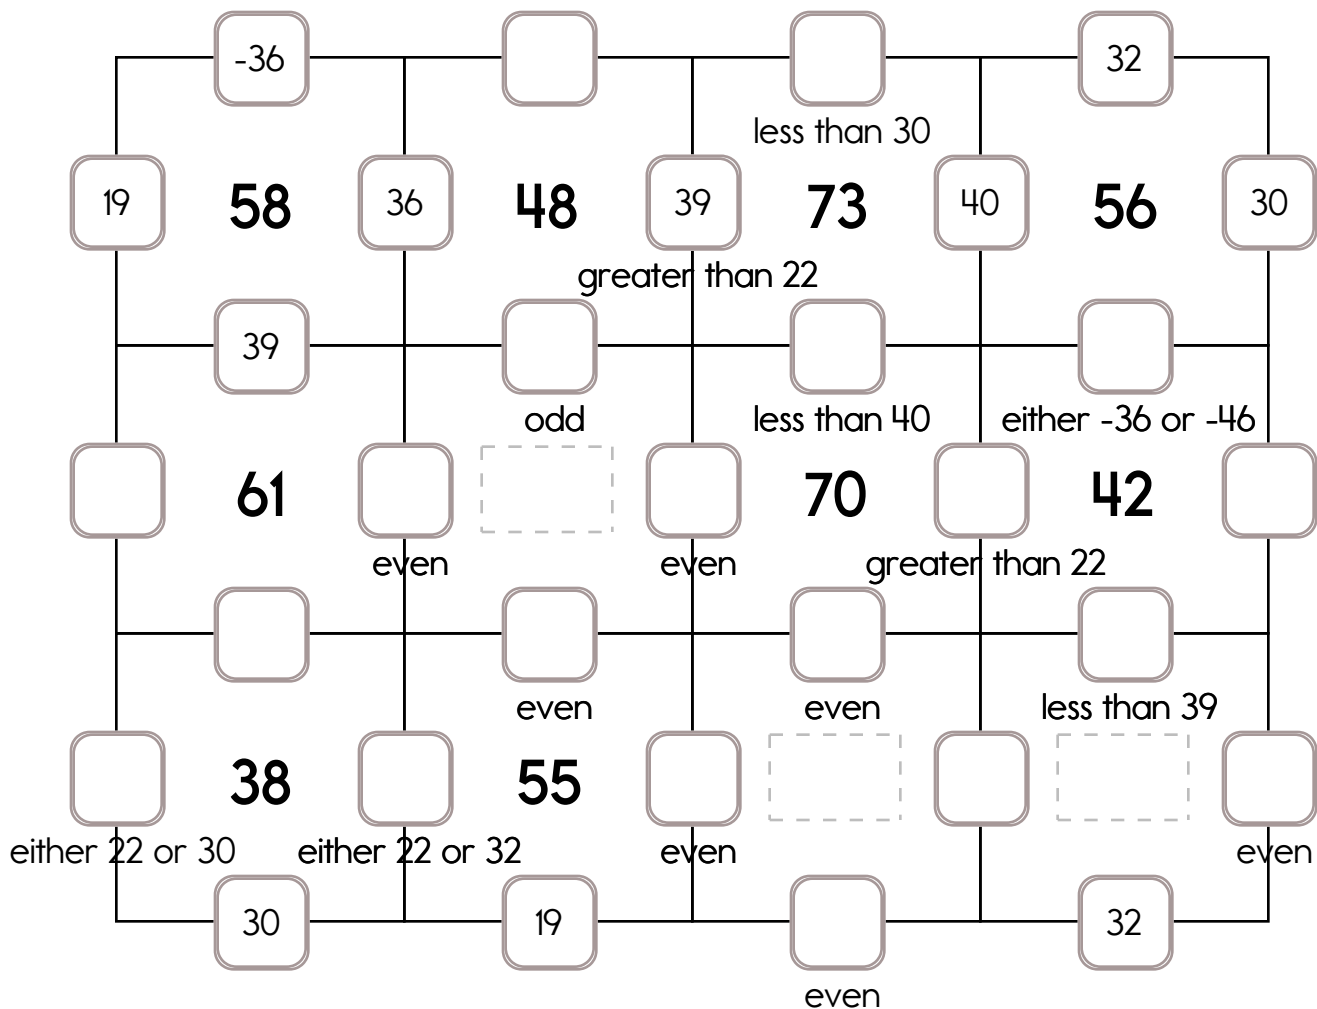 -36 32
less than 30
19 58 36 48 39 73 40 56 30
greater than 22
39
odd less than 40 either -36 or -46
61 70 42
even even greater than 22
even even less than 39
38 55
either 22 or 30 either 22 or 32 even even
30 19 32
even